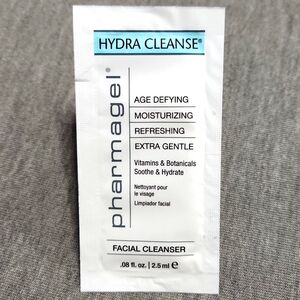 HYDRA CLEANSE®
pharmagel®
AGE DEFYING
MOISTURIZING
REFRESHING
EXTRA GENTLE
Vitamins & Botanicals
Soothe & Hydrate
Nettoyant pour
le visage
Limpiador facial
FACIAL CLEANSER
.08 fl. oz. | 2.5 ml ℮